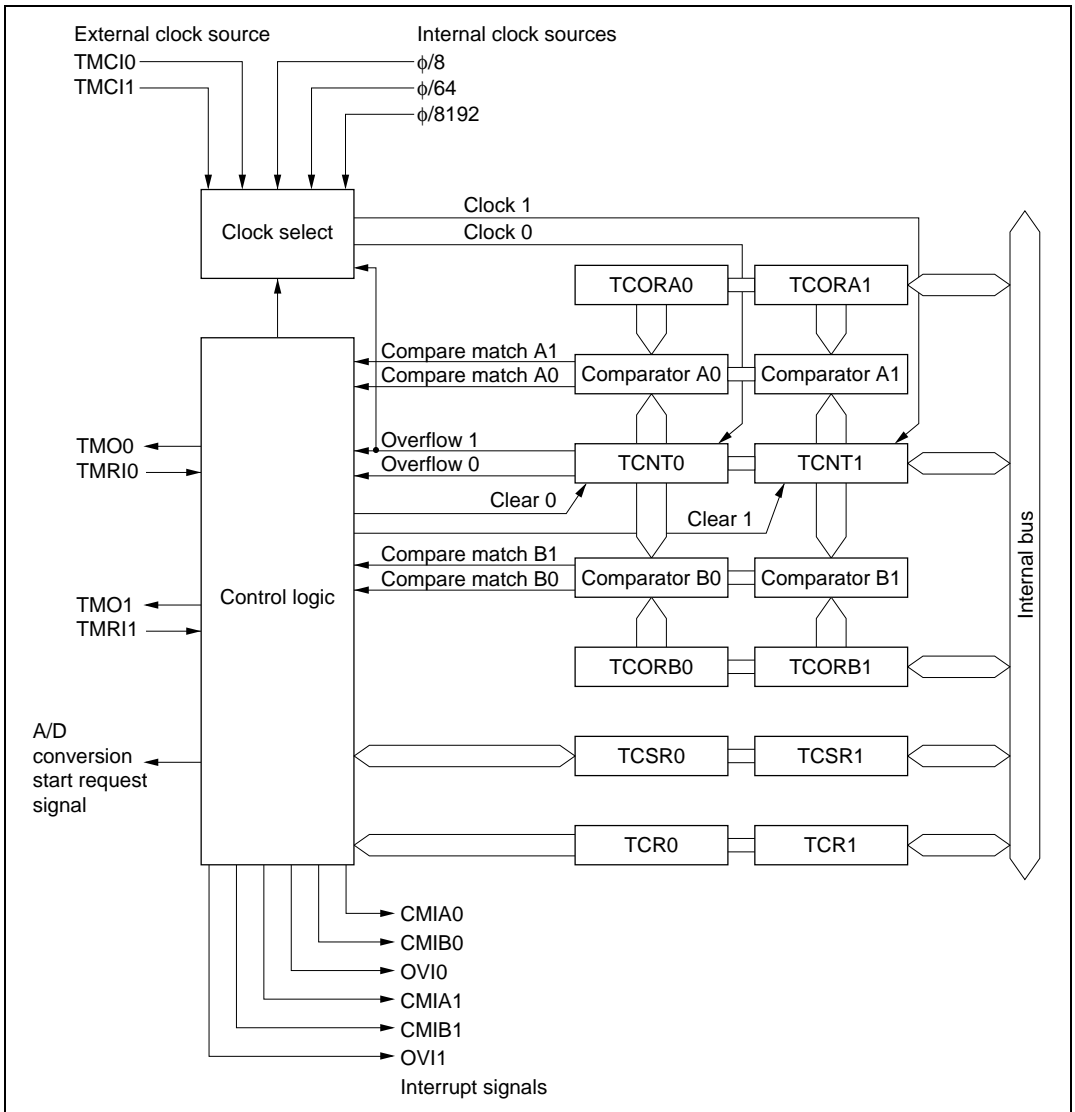 External clock source
Internal clock sources
TMCI0
TMCI1
φ/8
φ/64
φ/8192
Clock select
Clock 1
Clock 0
TCORA0
TCORA1
Compare match A1
Compare match A0
Comparator A0
Comparator A1
TMO0
TMRI0
Overflow 1
Overflow 0
TCNT0
TCNT1
Clear 0
Clear 1
Internal bus
Compare match B1
Compare match B0
Comparator B0
Comparator B1
Control logic
TMO1
TMRI1
TCORB0
TCORB1
A/D
conversion
start request
signal
TCSR0
TCSR1
TCR0
TCR1
CMIA0
CMIB0
OVI0
CMIA1
CMIB1
OVI1
Interrupt signals